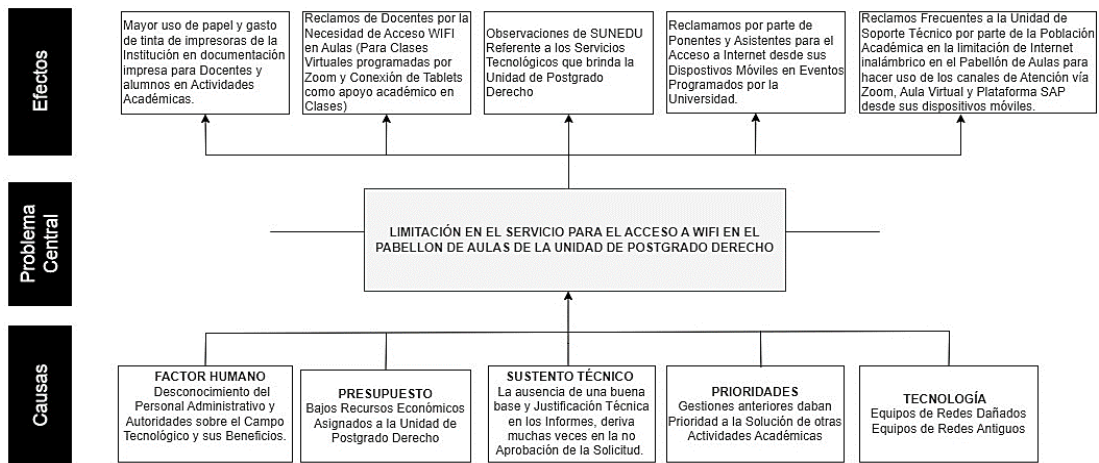 Efectos
Mayor uso de papel y gasto
de tinta de impresoras de la
Institución en documentación
impresa para Docentes y
alumnos en Actividades
Académicas.
Reclamos de Docentes por la
Necesidad de Acceso WIFI
en Aulas (Para Clases
Virtuales programadas por
Zoom y Conexión de Tablets
como apoyo académico en
Clases)
Observaciones de SUNEDU
Referente a los Servicios
Tecnológicos que brinda la
Unidad de Postgrado
Derecho
Reclamamos por parte de
Ponentes y Asistentes para el
Acceso a Internet desde sus
Dispostivos Móviles en Eventos
Programados por la
Universidad.
Reclamos Frecuentes a la Unidad de
Soporte Técnico por parte de la Población
Académica en la limitación de Internet
inalámbrico en el Pabellón de Aulas para
hacer uso de los canales de Atención vía
Zoom, Aula Virtual y Plataforma SAP
desde sus dispositivos móviles.
Problema
Central
LIMITACIÓN EN EL SERVICIO PARA EL ACCESO A WIFI EN EL
PABELLON DE AULAS DE LA UNIDAD DE POSTGRADO DERECHO
Causas
FACTOR HUMANO
Desconocimiento del
Personal Administrativo y
Autoridades sobre el Campo
Tecnológico y sus Beneficios.
PRESUPUESTO
Bajos Recursos Económicos
Asignados a la Unidad de
Postgrado Derecho
SUSTENTO TÉCNICO
La ausencia de una buena
base y Justificación Técnica
en los Informes, deriva
muchas veces en la no
Aprobación de la Solicitud.
PRIORIDADES
Gestiones anteriores daban
Prioridad a la Solución de otras
Actividades Académicas
TECNOLOGÍA
Equipos de Redes Dañados
Equipos de Redes Antiguos